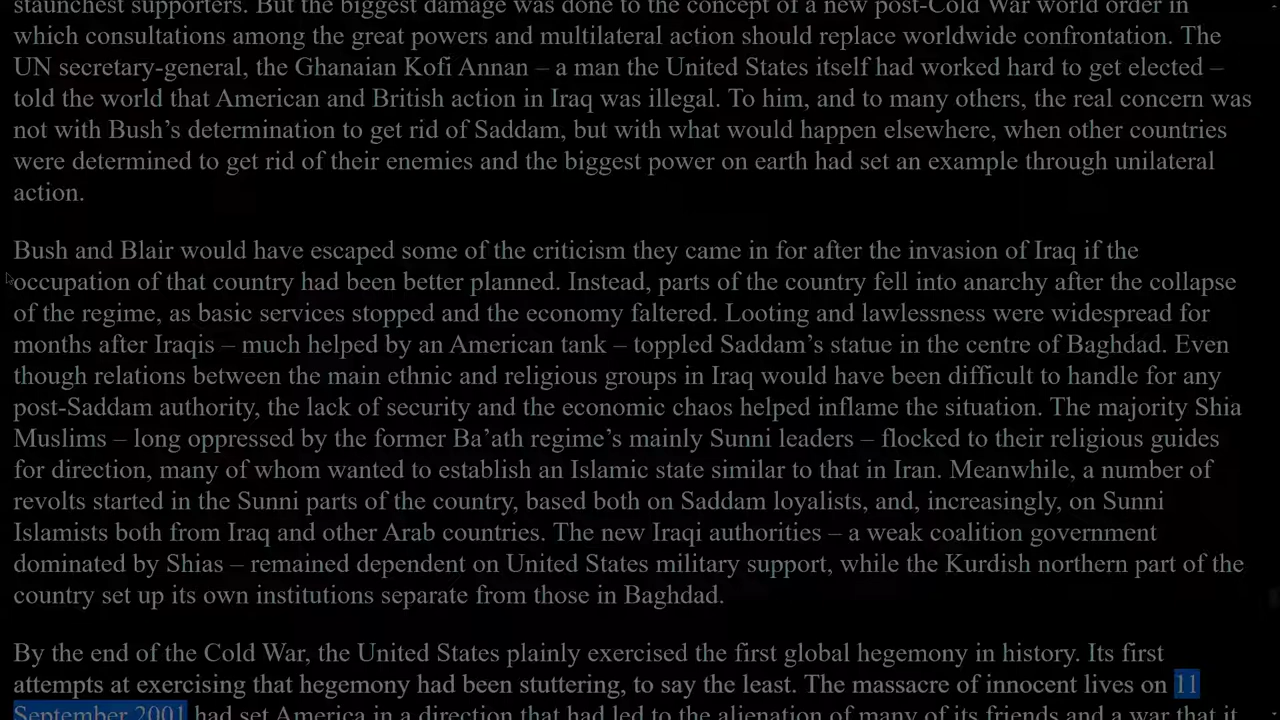 staunchest supporters. But the biggest damage was done to the concept of a new post-Cold War world order in
which consultations among the great powers and multilateral action should replace worldwide confrontation. The
UN secretary-general, the Ghanaian Kofi Annan – a man the United States itself had worked hard to get elected –
told the world that American and British action in Iraq was illegal. To him, and to many others, the real concern was
not with Bush’s determination to get rid of Saddam, but with what would happen elsewhere, when other countries
were determined to get rid of their enemies and the biggest power on earth had set an example through unilateral
action.
Bush and Blair would have escaped some of the criticism they came in for after the invasion of Iraq if the
occupation of that country had been better planned. Instead, parts of the country fell into anarchy after the collapse
of the regime, as basic services stopped and the economy faltered. Looting and lawlessness were widespread for
months after Iraqis – much helped by an American tank – toppled Saddam’s statue in the centre of Baghdad. Even
though relations between the main ethnic and religious groups in Iraq would have been difficult to handle for any
post-Saddam authority, the lack of security and the economic chaos helped inflame the situation. The majority Shia
Muslims – long oppressed by the former Ba’ath regime’s mainly Sunni leaders – flocked to their religious guides
for direction, many of whom wanted to establish an Islamic state similar to that in Iran. Meanwhile, a number of
revolts started in the Sunni parts of the country, based both on Saddam loyalists, and, increasingly, on Sunni
Islamists both from Iraq and other Arab countries. The new Iraqi authorities – a weak coalition government
dominated by Shias – remained dependent on United States military support, while the Kurdish northern part of the
country set up its own institutions separate from those in Baghdad.
By the end of the Cold War, the United States plainly exercised the first global hegemony in history. Its first
attempts at exercising that hegemony had been stuttering, to say the least. The massacre of innocent lives on 11
September 2001 had set America in a direction that had led to the alienation of many of its friends and a war that it